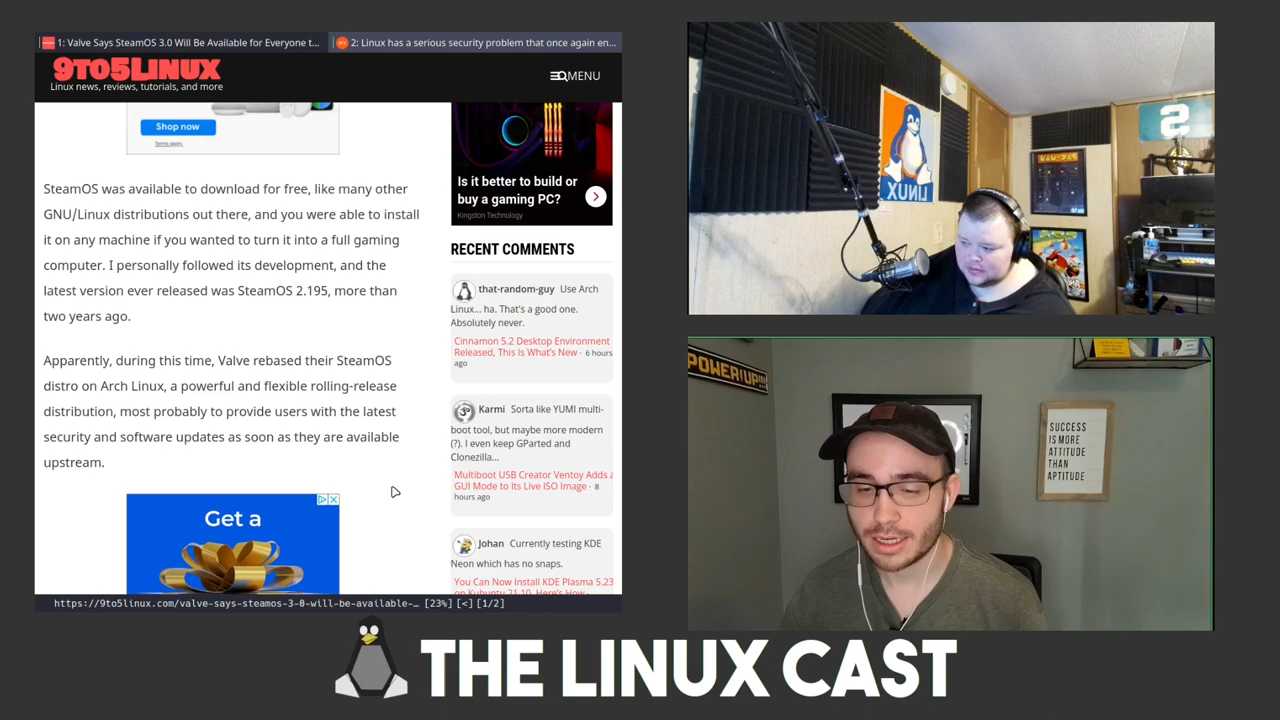 1: Valve Says SteamOS 3.0 Will Be Available for Everyone t...
2: Linux has a serious security problem that once again en...
9TO5LINUX
Linux news, reviews, tutorials, and more
MENU
Shop now
Terms apply.
SteamOS was available to download for free, like many other
GNU/Linux distributions out there, and you were able to install
it on any machine if you wanted to turn it into a full gaming
computer. I personally followed its development, and the
latest version ever released was SteamOS 2.195, more than
two years ago.
Apparently, during this time, Valve rebased their SteamOS
distro on Arch Linux, a powerful and flexible rolling-release
distribution, most probably to provide users with the latest
security and software updates as soon as they are available
upstream.
Get a
Is it better to build or
buy a gaming PC?
Kingston Technology
RECENT COMMENTS
that-random-guy Use Arch
Linux... ha. That's a good one.
Absolutely never.
Cinnamon 5.2 Desktop Environment
Released, This Is What's New · 6 hours
ago
Karmi Sorta like YUMI multi-
boot tool, but maybe more modern
(?). I even keep GParted and
Clonezilla...
Multiboot USB Creator Ventoy Adds a
GUI Mode to Its Live ISO Image · 8
hours ago
Johan Currently testing KDE
Neon which has no snaps.
You Can Now Install KDE Plasma 5.23
on Kubuntu 21.10, Here's How
https://9to5linux.com/valve-says-steamos-3-0-will-be-available-… [23%] [<] [1/2]
LINUX
POWER UP!!!
SUCCESS
IS MORE
ATTITUDE
THAN
APTITUDE
THE LINUX CAST